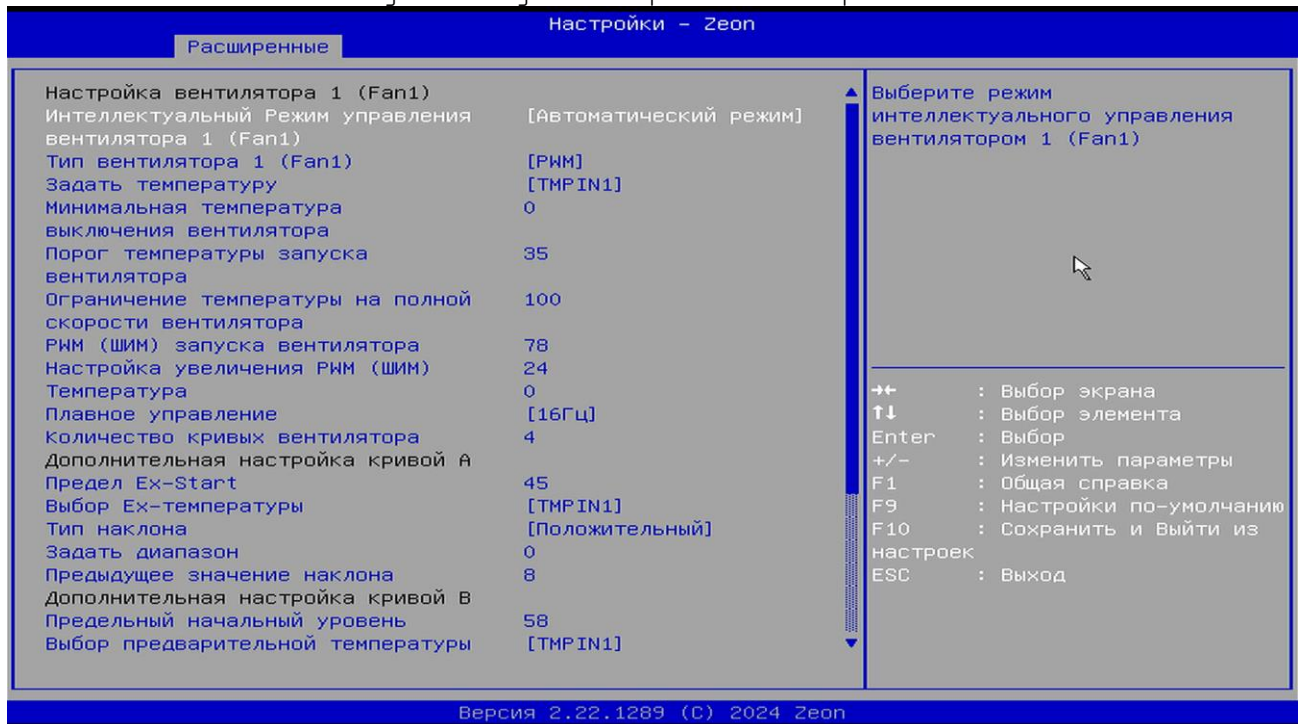 Настройки – Zeon
Расширенные
Настройка вентилятора 1 (Fan1)
Интеллектуальный Режим управления [Автоматический режим]
вентилятора 1 (Fan1)
Тип вентилятора 1 (Fan1) [PWM]
Задать температуру [TMPIN1]
Минимальная температура 0
выключения вентилятора
Порог температуры запуска 35
вентилятора
Ограничение температуры на полной 100
скорости вентилятора
PWM (ШИМ) запуска вентилятора 78
Настройка увеличения PWM (ШИМ) 24
Температура 0
Плавное управление [16Гц]
Количество кривых вентилятора 4
Дополнительная настройка кривой A
Предел Ex-Start 45
Выбор Ex-температуры [TMPIN1]
Тип наклона [Положительный]
Задать диапазон 0
Предыдущее значение наклона 8
Дополнительная настройка кривой B
Предельный начальный уровень 58
Выбор предварительной температуры [TMPIN1]
Выберите режим
интеллектуального управления
вентилятором 1 (Fan1)
→← : Выбор экрана
↑↓ : Выбор элемента
Enter : Выбор
+/- : Изменить параметры
F1 : Общая справка
F9 : Настройки по-умолчанию
F10 : Сохранить и Выйти из
настроек
ESC : Выход
Версия 2.22.1289 (C) 2024 Zeon